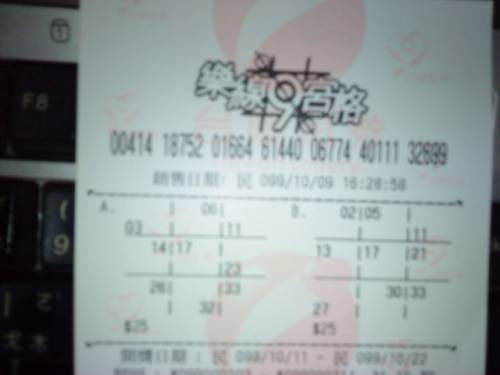 F8
樂線9宮格
00414 18752 01664 61440 06774 40111 32699
銷售日期: 民 099/10/09 16:28:58
A. | 06| B. 02|05 |
03 | |11 | |11
14|17 | 13 |17 |21
| |23
26| |33 | 30|33
| 32| 27 | |
$25 $25
開獎日期 : 民 099/10/11 - 民 099/10/22